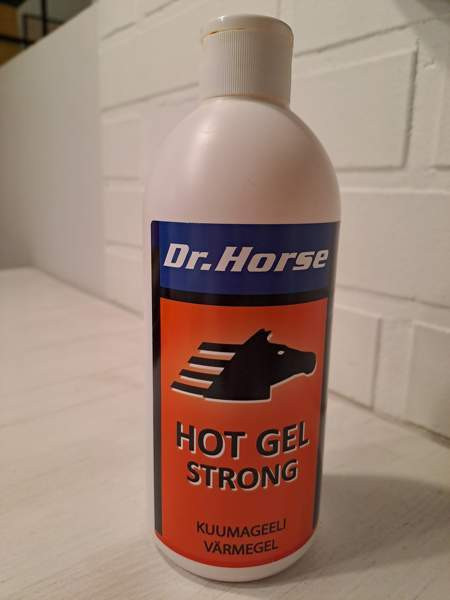 Dr.Horse
HOT GEL
STRONG
KUUMAGEELI
VÄRMEGEL